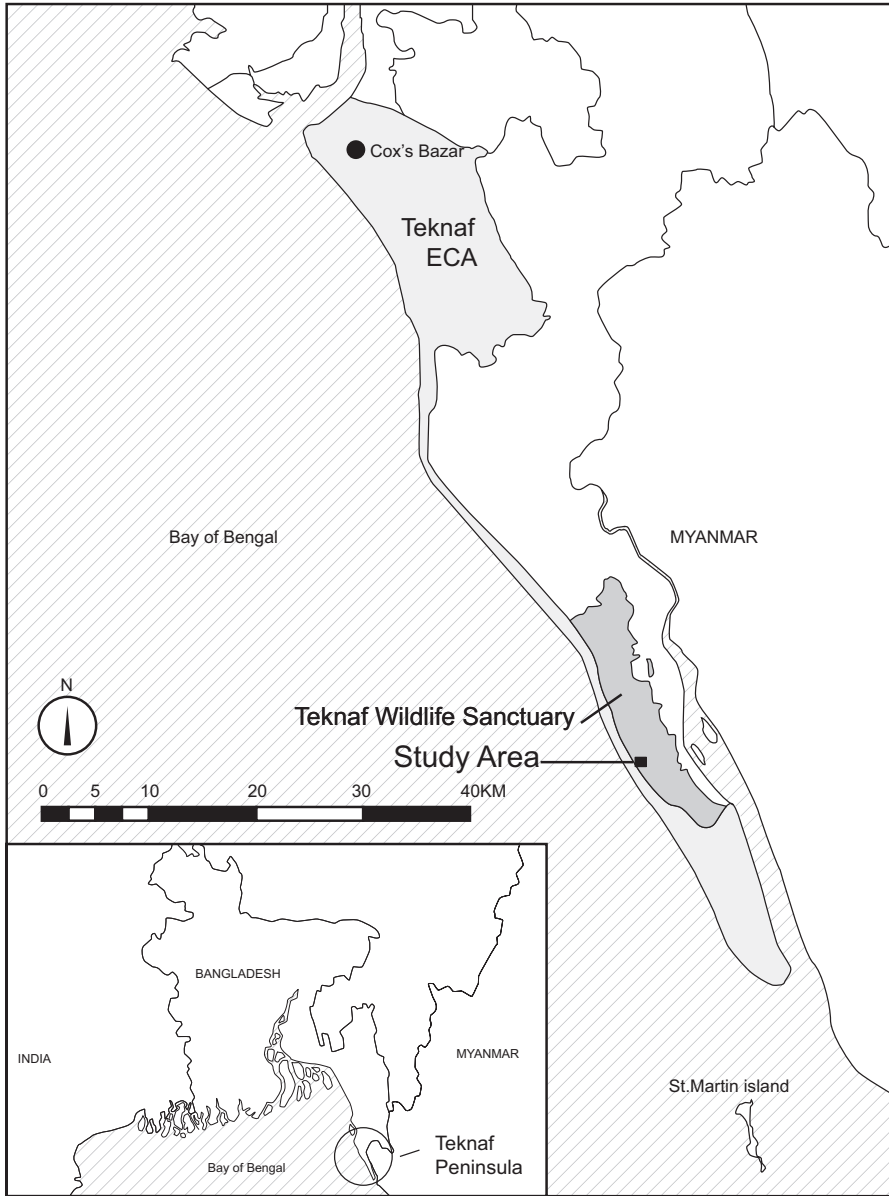 Cox's Bazar
Teknaf
ECA
Bay of Bengal
MYANMAR
N
Teknaf Wildlife Sanctuary
Study Area
0 5 10 20 30 40KM
BANGLADESH
INDIA
MYANMAR
Bay of Bengal
Teknaf
Peninsula
St.Martin island